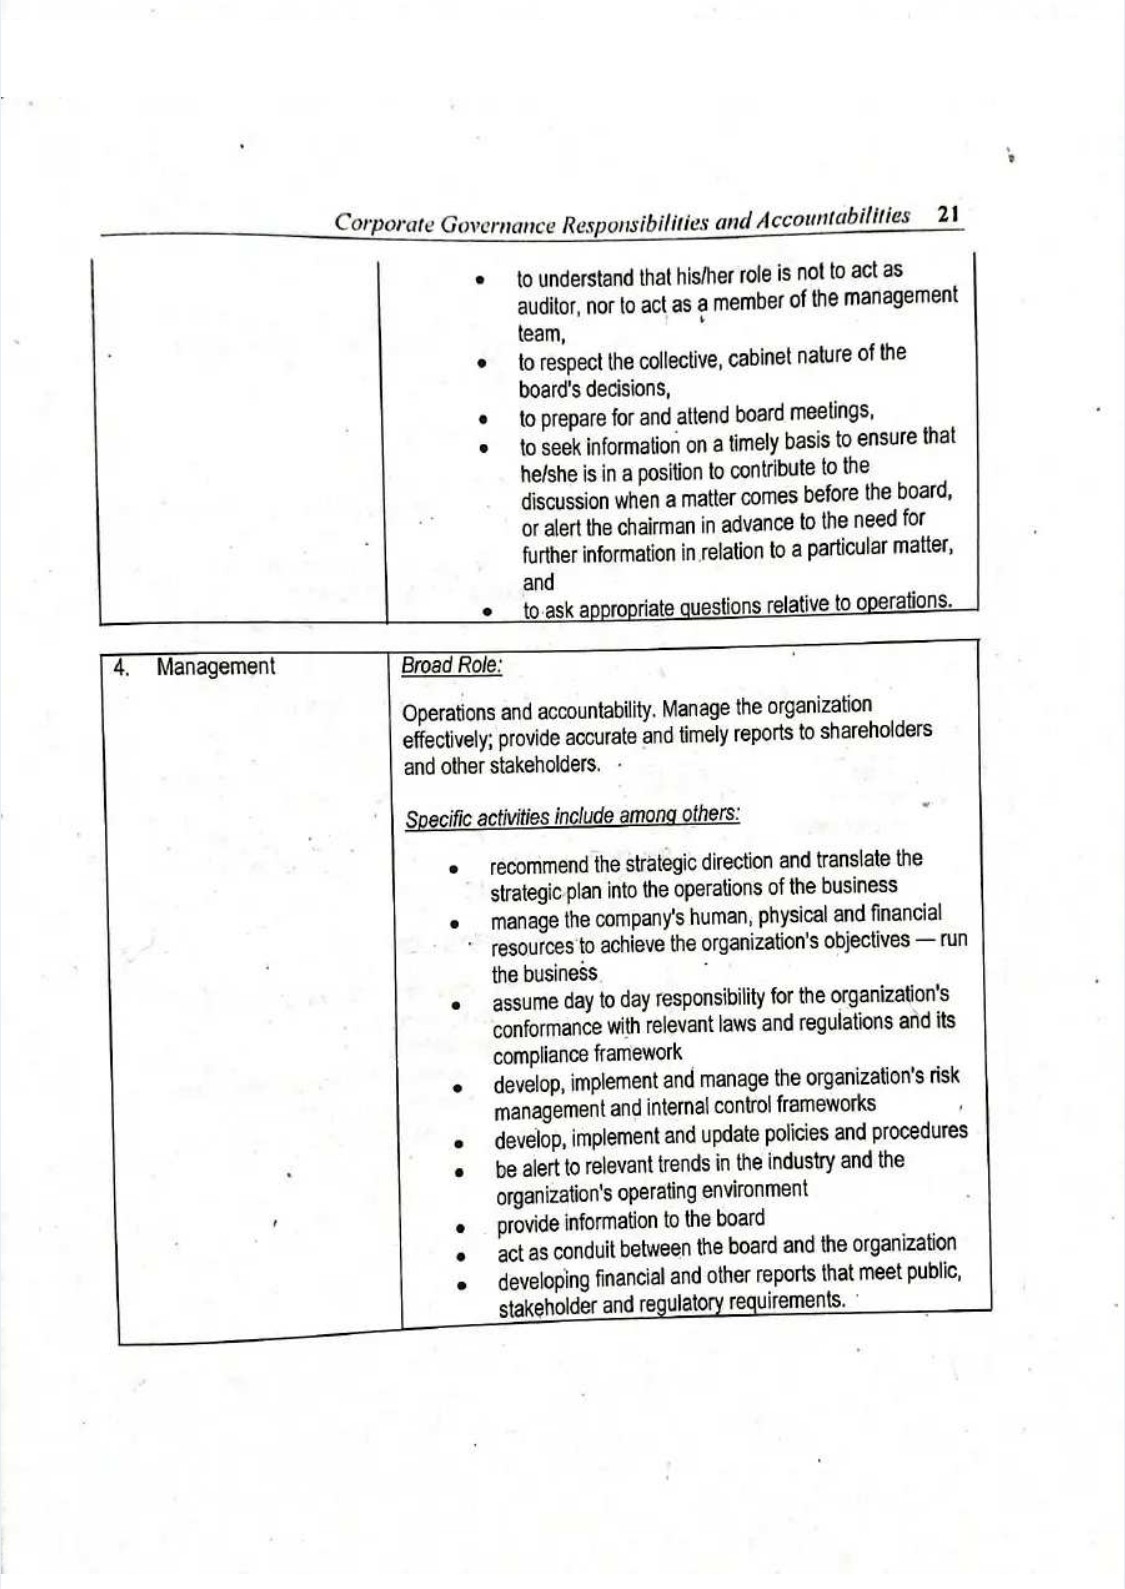 Corporate Governance Responsibilities and Accountabilities 21
• to understand that his/her role is not to act as
auditor, nor to act as a member of the management
team,
• to respect the collective, cabinet nature of the
board's decisions,
• to prepare for and attend board meetings,
• to seek information on a timely basis to ensure that
he/she is in a position to contribute to the
discussion when a matter comes before the board,
or alert the chairman in advance to the need for
further information in relation to a particular matter,
and
• to ask appropriate questions relative to operations.
4. Management
Broad Role:
Operations and accountability. Manage the organization
effectively; provide accurate and timely reports to shareholders
and other stakeholders.
Specific activities include among others:
• recommend the strategic direction and translate the
strategic plan into the operations of the business
• manage the company's human, physical and financial
resources to achieve the organization's objectives — run
the business
• assume day to day responsibility for the organization's
conformance with relevant laws and regulations and its
compliance framework
• develop, implement and manage the organization's risk
management and internal control frameworks
• develop, implement and update policies and procedures
• be alert to relevant trends in the industry and the
organization's operating environment
• provide information to the board
• act as conduit between the board and the organization
• developing financial and other reports that meet public,
stakeholder and regulatory requirements.